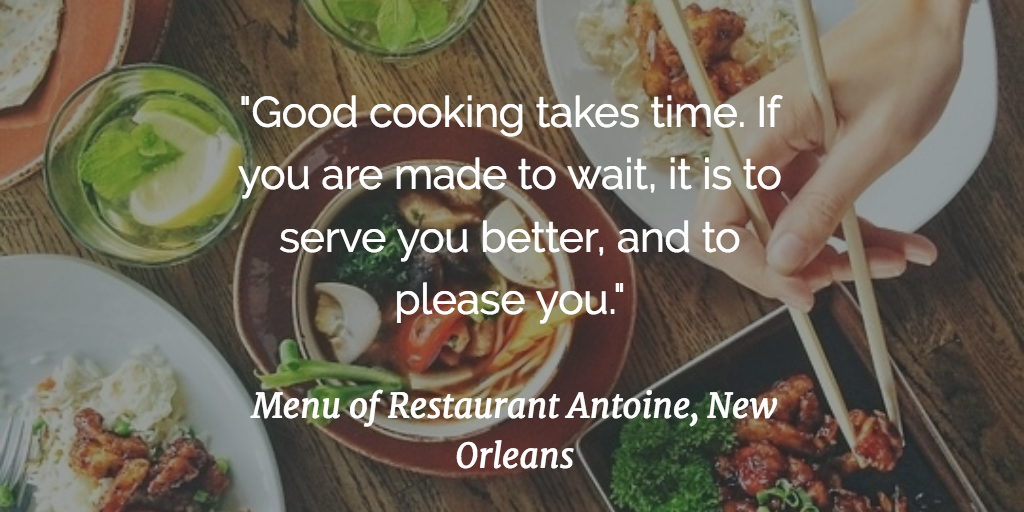 "Good cooking takes time. If
you are made to wait, it is to
serve you better, and to
please you."
Menu of Restaurant Antoine, New
Orleans